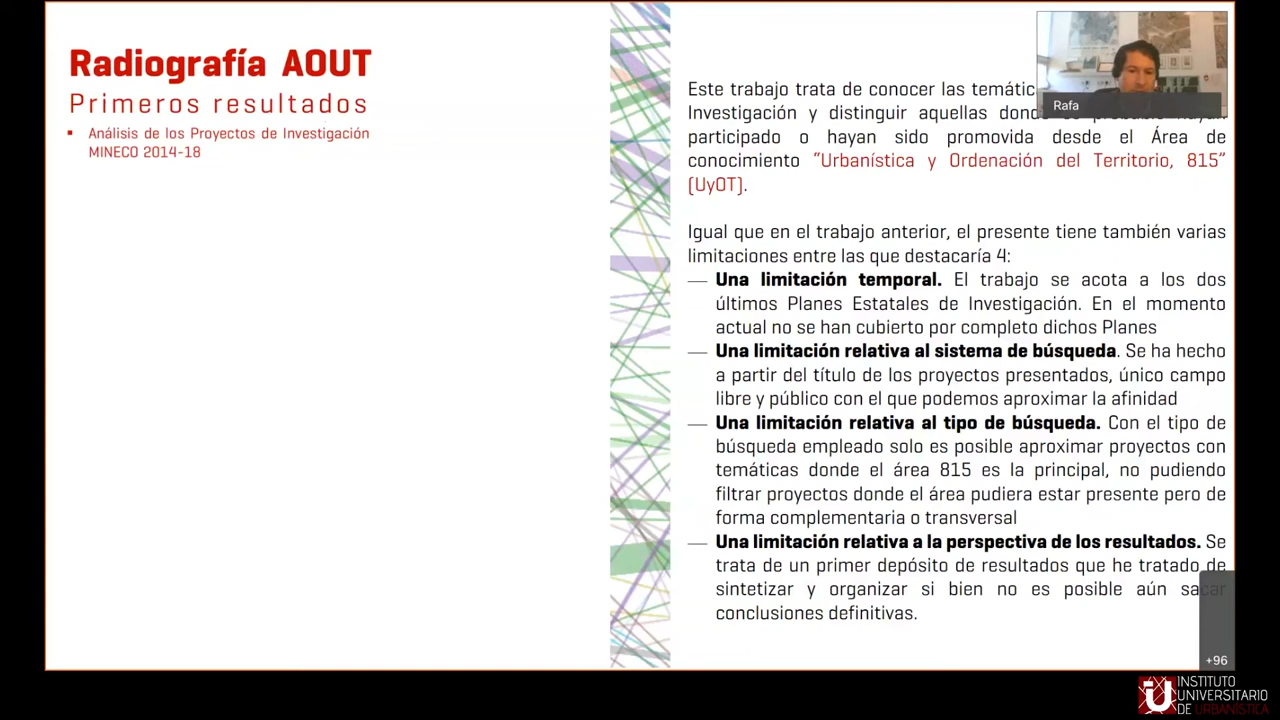 Radiografía AOUT
Primeros resultados
▪ Análisis de los Proyectos de Investigación
MINECO 2014-18
Este trabajo trata de conocer las temátic
Investigación y distinguir aquellas dond
participado o hayan sido promovida desde el Área de
conocimiento “Urbanística y Ordenación del Territorio, 815”
(UyOT).
Igual que en el trabajo anterior, el presente tiene también varias
limitaciones entre las que destacaría 4:
— Una limitación temporal. El trabajo se acota a los dos
últimos Planes Estatales de Investigación. En el momento
actual no se han cubierto por completo dichos Planes
— Una limitación relativa al sistema de búsqueda. Se ha hecho
a partir del título de los proyectos presentados, único campo
libre y público con el que podemos aproximar la afinidad
— Una limitación relativa al tipo de búsqueda. Con el tipo de
búsqueda empleado solo es posible aproximar proyectos con
temáticas donde el área 815 es la principal, no pudiendo
filtrar proyectos donde el área pudiera estar presente pero de
forma complementaria o transversal
— Una limitación relativa a la perspectiva de los resultados. Se
trata de un primer depósito de resultados que he tratado de
sintetizar y organizar si bien no es posible aún sacar
conclusiones definitivas.
Rafa
+96
INSTITUTO
UNIVERSITARIO
DE URBANÍSTICA